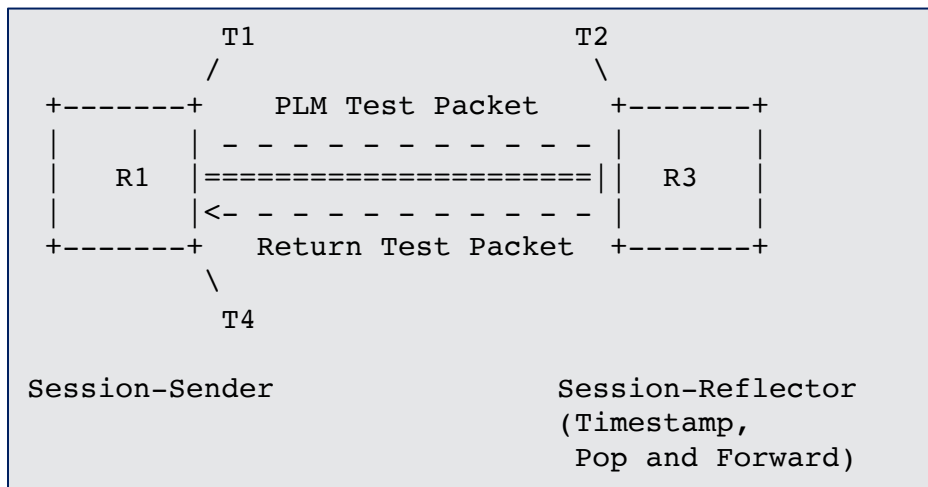 T1                      T2
           /                         \
 +-------+     PLM Test Packet     +-------+
 |       | - - - - - - - - - - - - |       |
 |   R1  |======================||   R3  |
 |       |<- - - - - - - - - - - - |       |
 +-------+    Return Test Packet   +-------+
           \
            T4
Session-Sender                  Session-Reflector
                                (Timestamp,
                                 Pop and Forward)